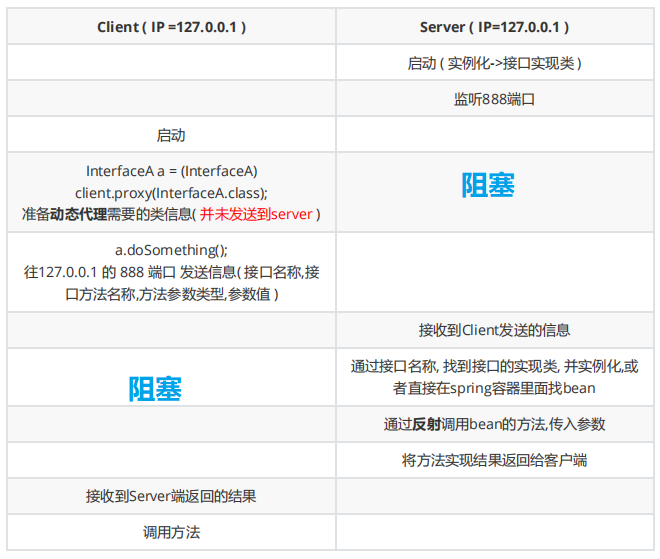 Client ( IP =127.0.0.1 )
Server ( IP=127.0.0.1 )
启动 ( 实例化->接口实现类 )
监听888端口
启动
InterfaceA a = (InterfaceA)
client.proxy(InterfaceA.class);
准备动态代理需要的类信息( 并未发送到server )
阻塞
a.doSomething();
往127.0.0.1 的 888 端口 发送信息( 接口名称,接
口方法名称,方法参数类型,参数值 )
接收到Client发送的信息
阻塞
通过接口名称, 找到接口的实现类, 并实例化,或
者直接在spring容器里面找bean
通过反射调用bean的方法,传入参数
将方法实现结果返回给客户端
接收到Server端返回的结果
调用方法